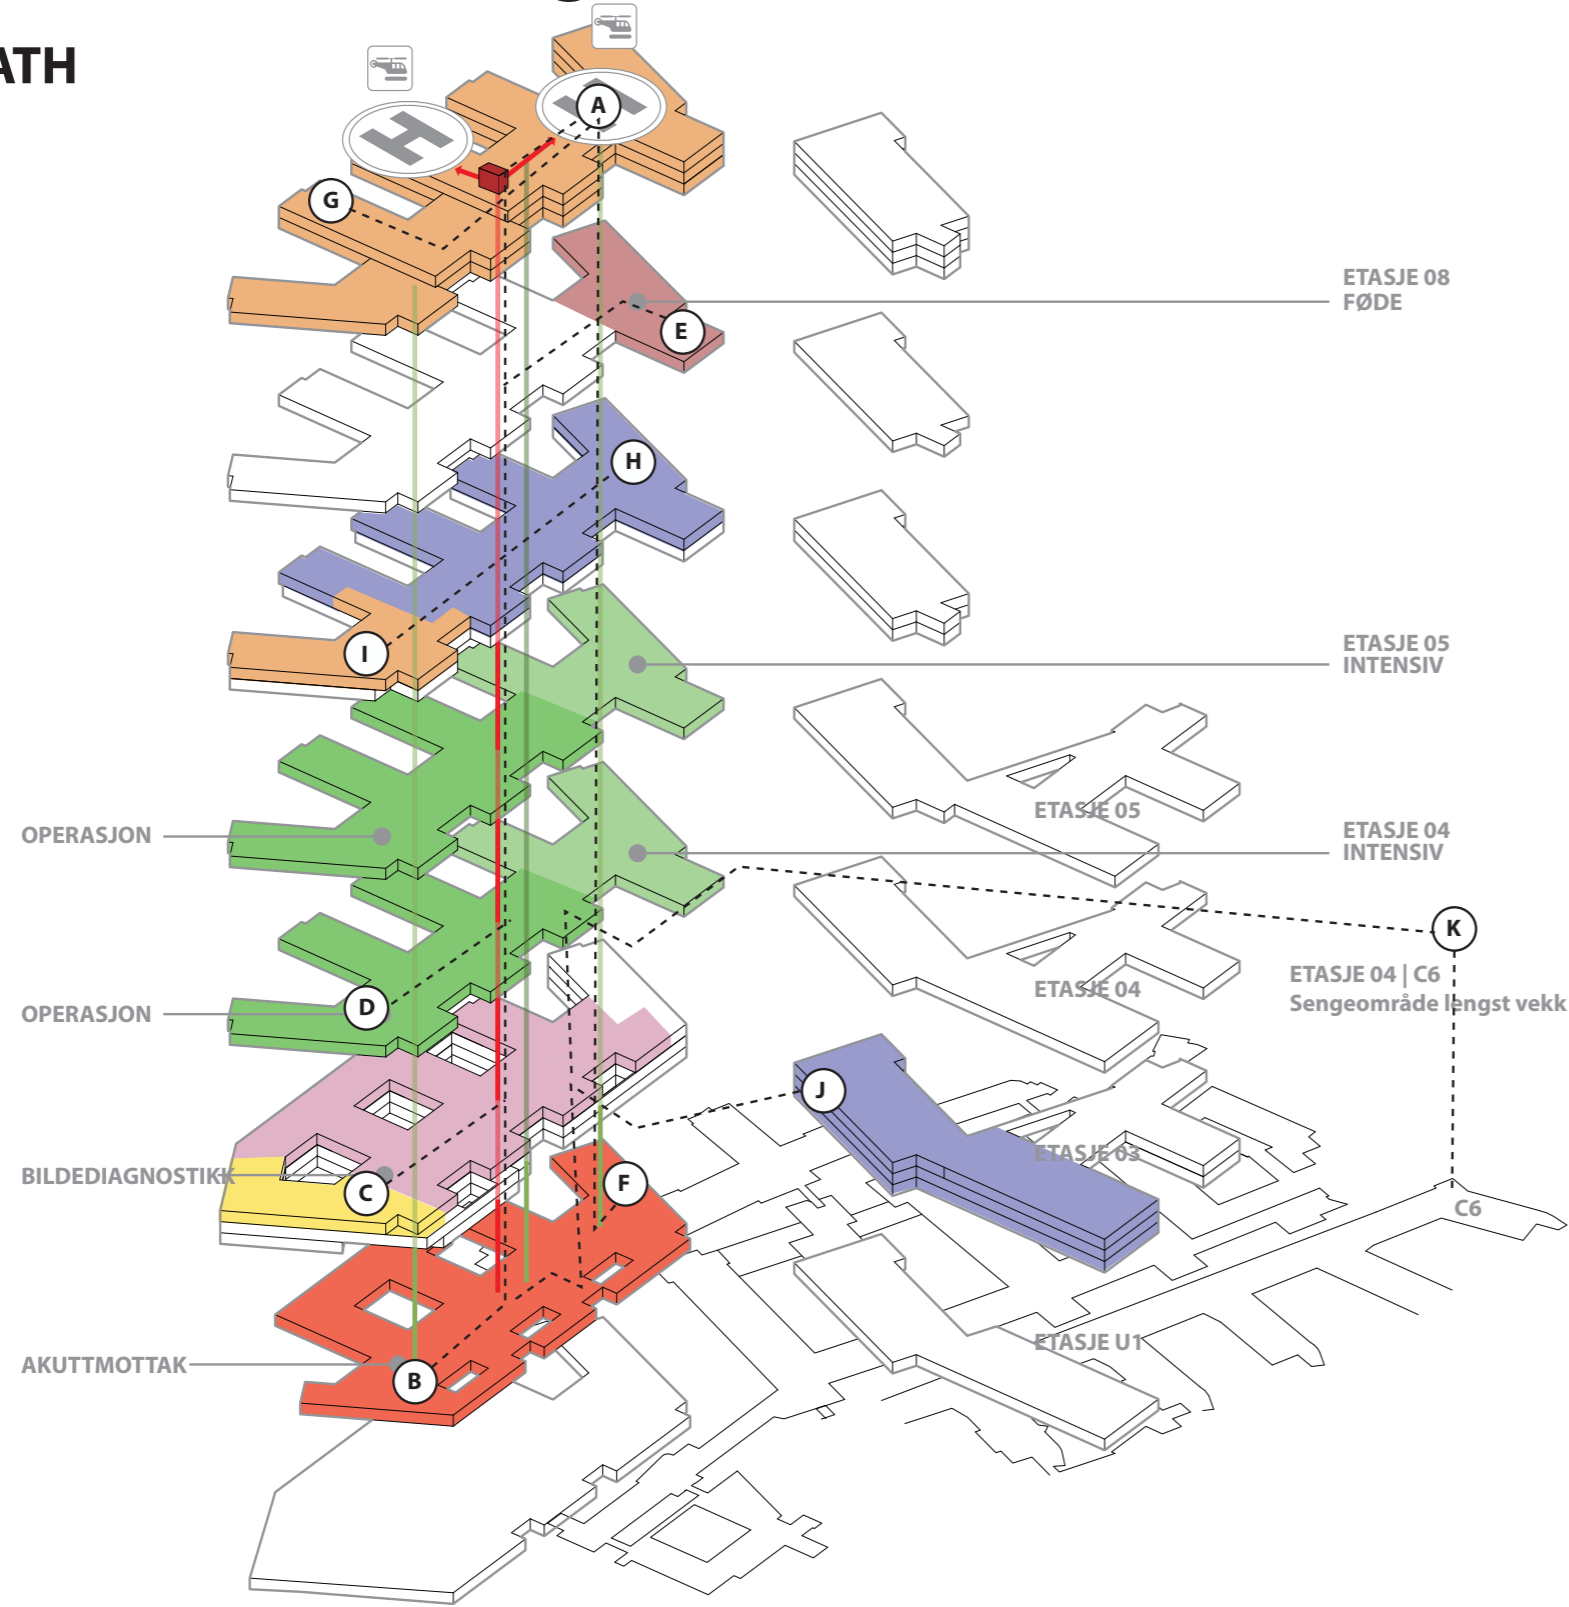 ATH
H
A
G
ETASJE 08
FØDE
E
H
I
ETASJE 05
INTENSIV
OPERASJON
ETASJE 05
ETASJE 04
INTENSIV
K
ETASJE 04 | C6
Sengeområde lengst vekk
ETASJE 04
OPERASJON
D
J
ETASJE 03
BILDEDIAGNOSTIKK
C
F
C6
ETASJE U1
AKUTTMOTTAK
B